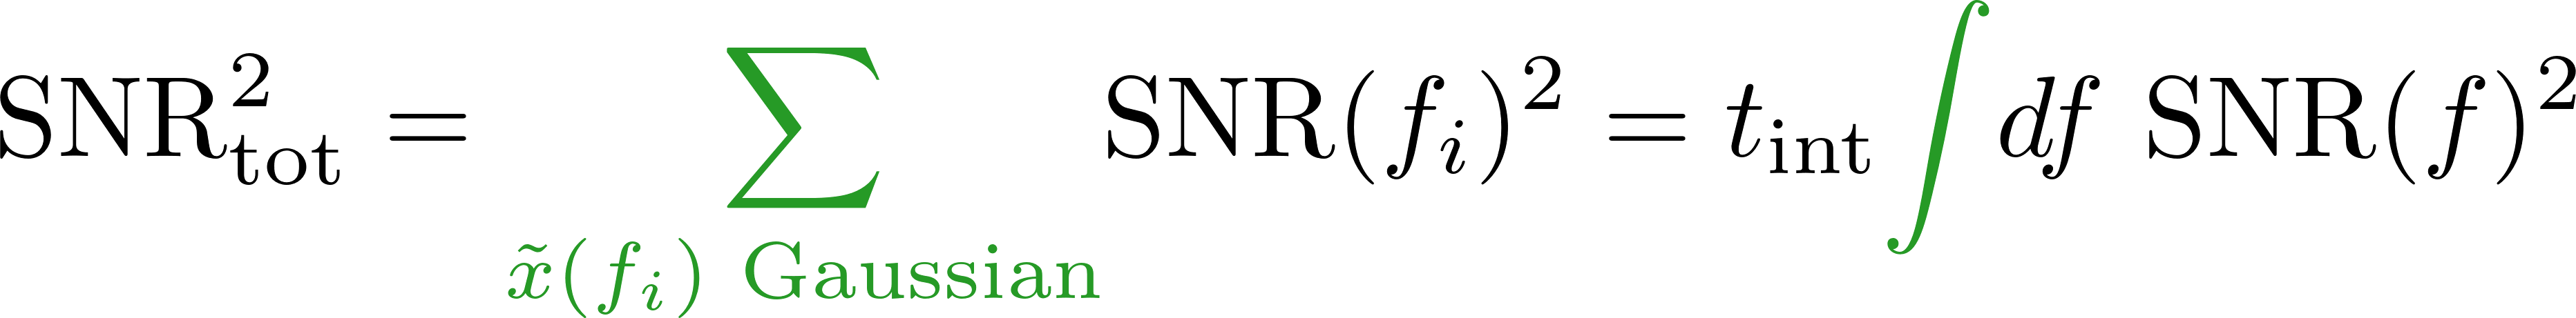 SNR²_tot = ∑_{x̃(f_i) Gaussian} SNR(f_i)² = t_int ∫ df SNR(f)²